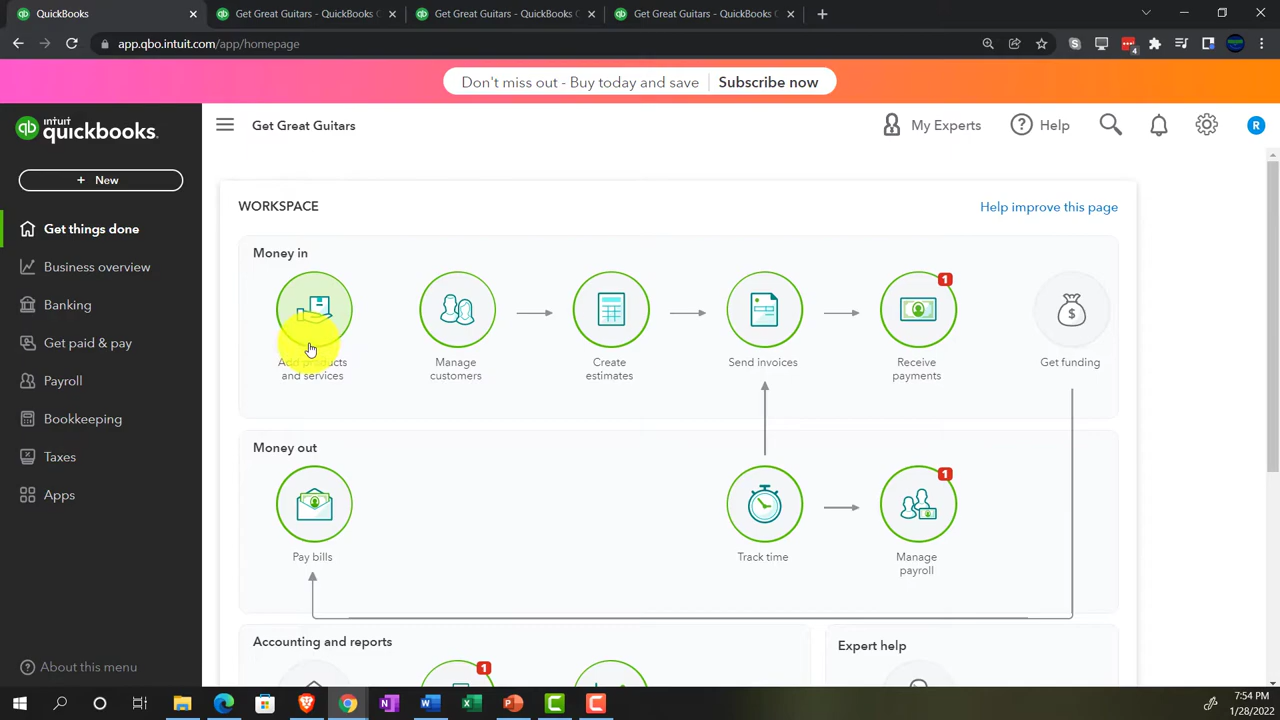 Get Great Guitars - QuickBooks
Get Great Guitars - QuickBooks
Get Great Guitars - QuickBooks
app.qbo.intuit.com/app/homepage
4
Don't miss out - Buy today and save Subscribe now
intuit
quickbooks.
Get Great Guitars
My Experts
Help
R
+ New
Get things done
Business overview
Banking
Get paid & pay
Payroll
Bookkeeping
Taxes
Apps
About this menu
WORKSPACE
Help improve this page
Money in
1
Add products
and services
Manage
customers
Create
estimates
Send invoices
Receive
payments
Get funding
Money out
1
Pay bills
Track time
Manage
payroll
Accounting and reports
1
Expert help
7:54 PM
1/28/2022